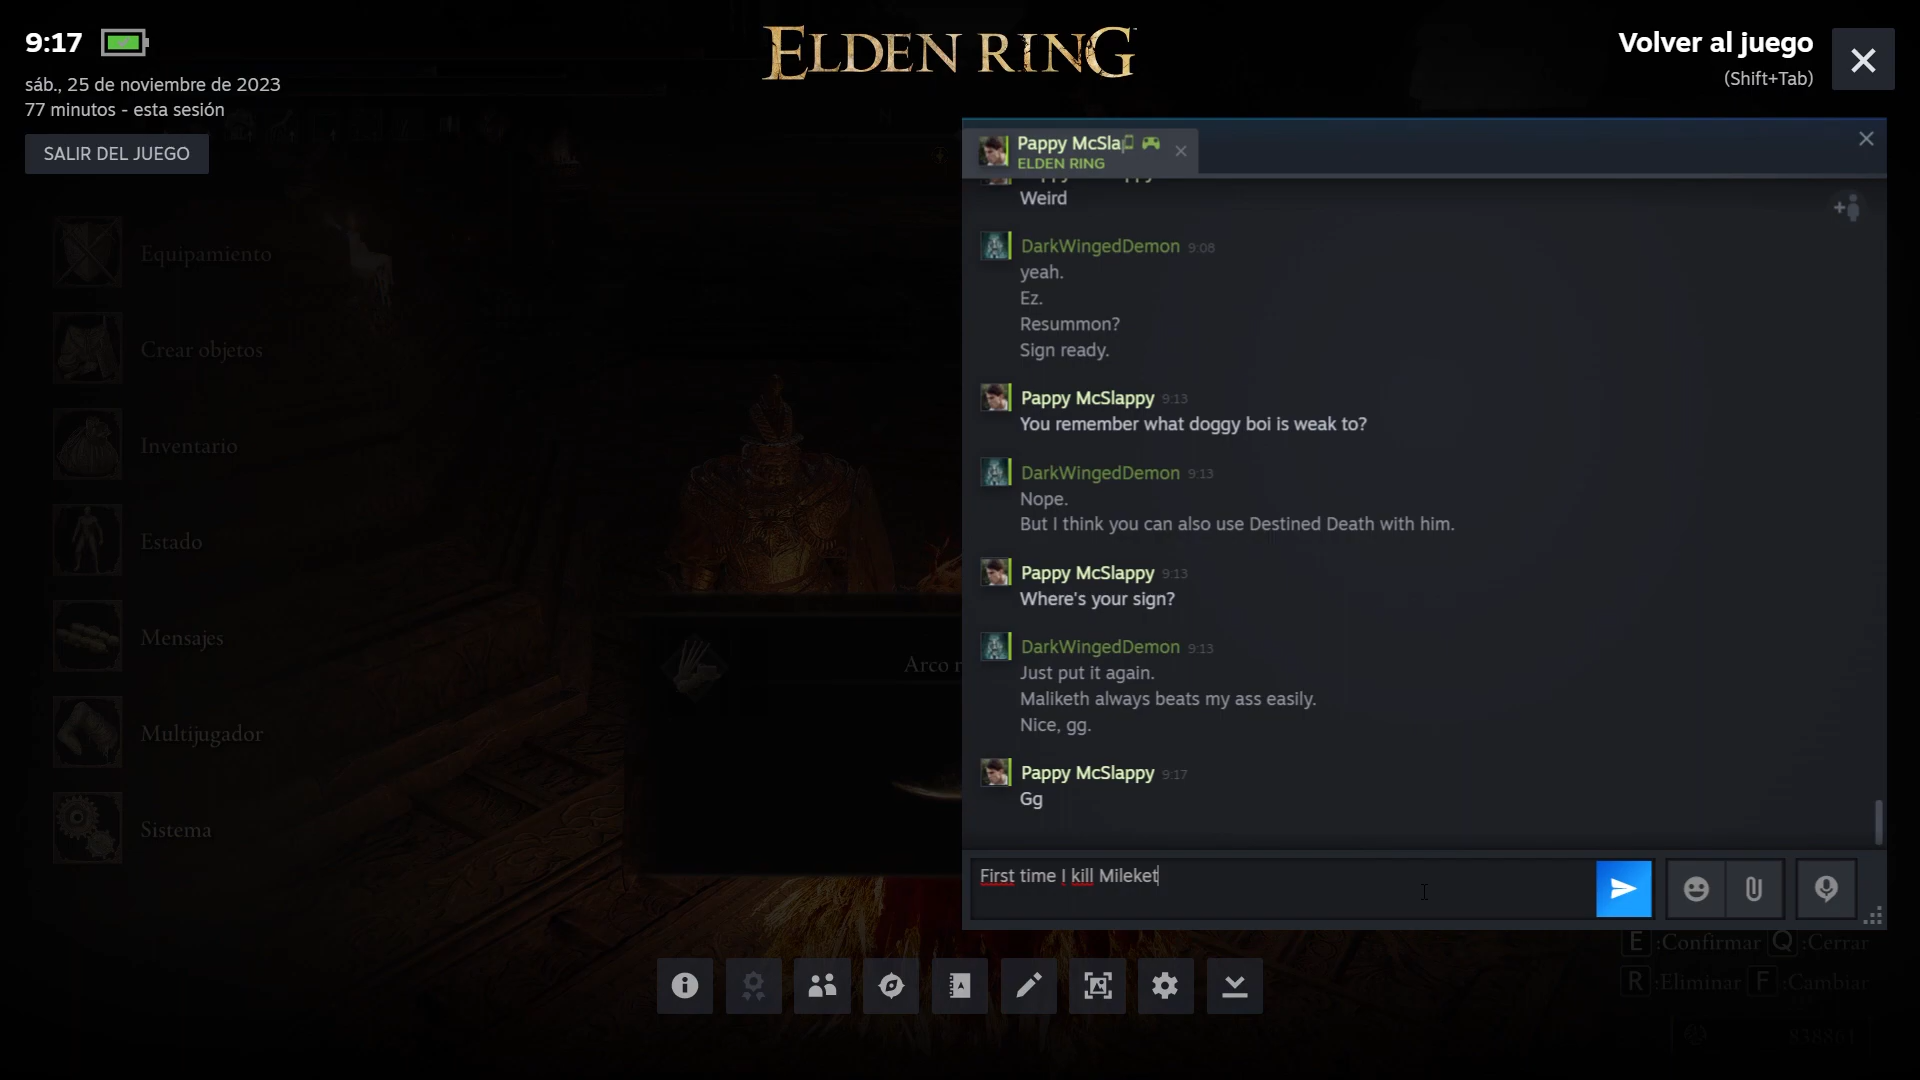 9:17
sáb., 25 de noviembre de 2023
77 minutos - esta sesión
SALIR DEL JUEGO
ELDEN RING
Volver al juego
(Shift+Tab)
Equipamiento
Crear objetos
Inventario
Estado
Mensajes
Multijugador
Sistema
Arco
Pappy McSla
ELDEN RING
Weird
DarkWingedDemon 9:08
yeah.
Ez.
Resummon?
Sign ready.
Pappy McSlappy 9:13
You remember what doggy boi is weak to?
DarkWingedDemon 9:13
Nope.
But I think you can also use Destined Death with him.
Pappy McSlappy 9:13
Where's your sign?
DarkWingedDemon 9:13
Just put it again.
Maliketh always beats my ass easily.
Nice, gg.
Pappy McSlappy 9:17
Gg
First time I kill Mileket
E :Confirmar Q :Cerrar
R :Eliminar F :Cambiar